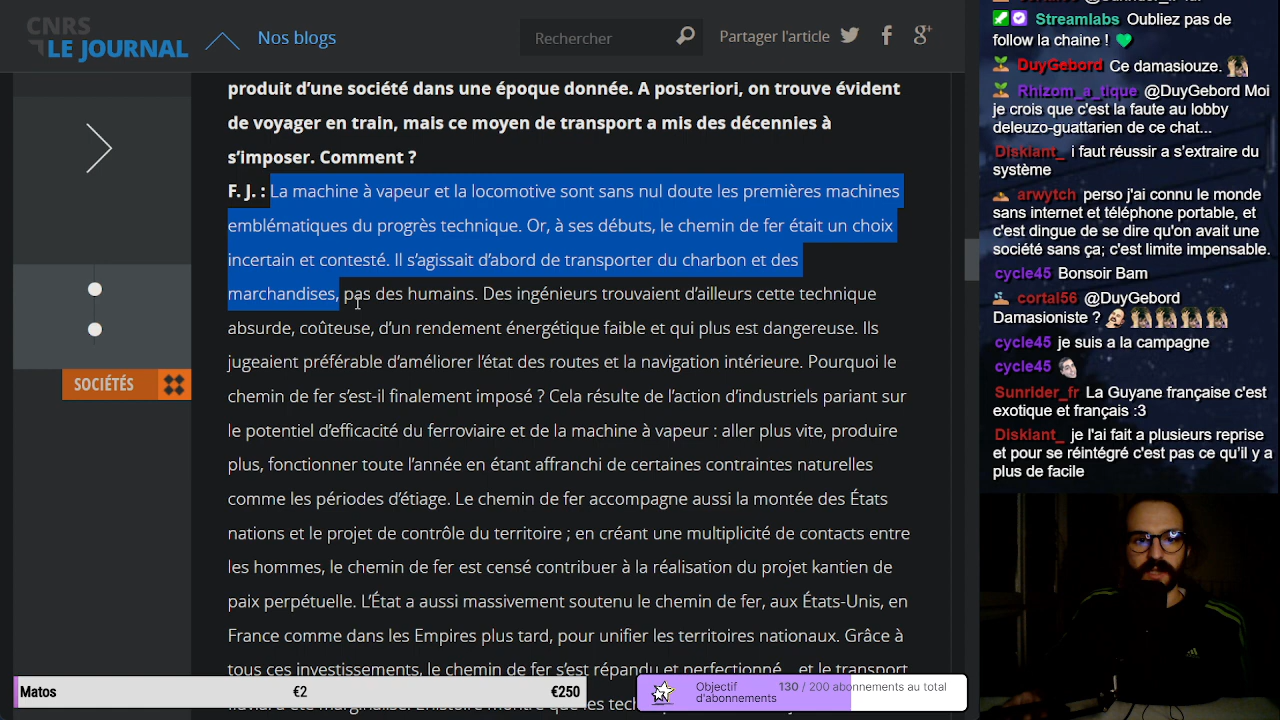 CNRS
LE JOURNAL
Nos blogs
Rechercher
Partager l'article
produit d’une société dans une époque donnée. A posteriori, on trouve évident
de voyager en train, mais ce moyen de transport a mis des décennies à
s’imposer. Comment ?
F. J. : La machine à vapeur et la locomotive sont sans nul doute les premières machines
emblématiques du progrès technique. Or, à ses débuts, le chemin de fer était un choix
incertain et contesté. Il s’agissait d’abord de transporter du charbon et des
marchandises, pas des humains. Des ingénieurs trouvaient d’ailleurs cette technique
absurde, coûteuse, d’un rendement énergétique faible et qui plus est dangereuse. Ils
jugeaient préférable d’améliorer l’état des routes et la navigation intérieure. Pourquoi le
chemin de fer s’est-il finalement imposé ? Cela résulte de l’action d’industriels pariant sur
le potentiel d’efficacité du ferroviaire et de la machine à vapeur : aller plus vite, produire
plus, fonctionner toute l’année en étant affranchi de certaines contraintes naturelles
comme les périodes d’étiage. Le chemin de fer accompagne aussi la montée des États
nations et le projet de contrôle du territoire ; en créant une multiplicité de contacts entre
les hommes, le chemin de fer est censé contribuer à la réalisation du projet kantien de
paix perpétuelle. L’État a aussi massivement soutenu le chemin de fer, aux États-Unis, en
France comme dans les Empires plus tard, pour unifier les territoires nationaux. Grâce à
tous ces investissements, le chemin de fer s’est répandu et perfectionné… et le transport
SOCIÉTÉS
Streamlabs Oubliez pas de
follow la chaine !
DuyGebord Ce damasiouze.
Rhizom_a_tique @DuyGebord Moi
je crois que c'est la faute au lobby
deleuzo-guattarien de ce chat...
Diskiant_ i faut réussir a s'extraire du
système
arwytch perso j'ai connu le monde
sans internet et téléphone portable, et
c'est dingue de se dire qu'on avait une
société sans ça; c'est limite impensable.
cycle45 Bonsoir Bam
cortal56 @DuyGebord
Damasioniste ?
cycle45 je suis a la campagne
cycle45
Sunrider_fr La Guyane française c'est
exotique et français :3
Diskiant_ je l'ai fait a plusieurs reprise
et pour se réintégré c'est pas ce qu'il y a
plus de facile
Matos €2 €250
Objectif
d'abonnements
130 / 200 abonnements au total